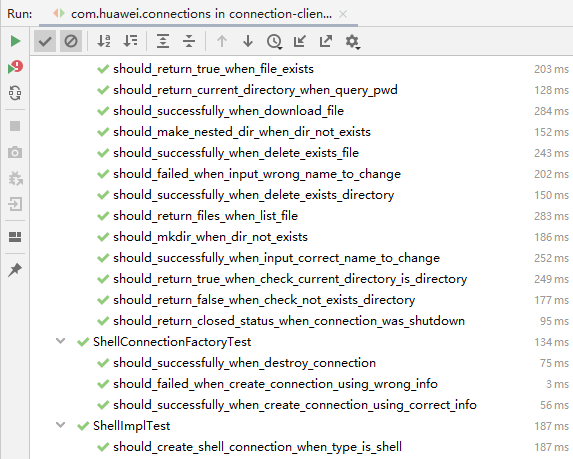 Run: com.huawei.connections in connection-clien...
should_return_true_when_file_exists 203 ms
should_return_current_directory_when_query_pwd 128 ms
should_successfully_when_download_file 284 ms
should_make_nested_dir_when_dir_not_exists 152 ms
should_successfully_when_delete_exists_file 243 ms
should_failed_when_input_wrong_name_to_change 202 ms
should_successfully_when_delete_exists_directory 150 ms
should_return_files_when_list_file 283 ms
should_mkdir_when_dir_not_exists 186 ms
should_successfully_when_input_correct_name_to_change 252 ms
should_return_true_when_check_current_directory_is_directory 249 ms
should_return_false_when_check_not_exists_directory 177 ms
should_return_closed_status_when_connection_was_shutdown 95 ms
ShellConnectionFactoryTest 134 ms
should_successfully_when_destroy_connection 75 ms
should_failed_when_create_connection_using_wrong_info 3 ms
should_successfully_when_create_connection_using_correct_info 56 ms
ShellImplTest 187 ms
should_create_shell_connection_when_type_is_shell 187 ms